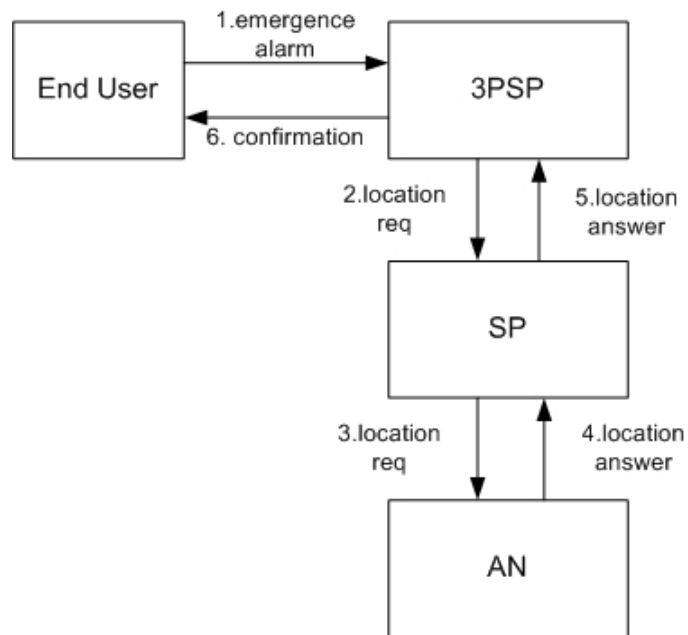 1.emergence
alarm
End User
3PSP
6. confirmation
2.location
req
5.location
answer
SP
3.location
req
4.location
answer
AN